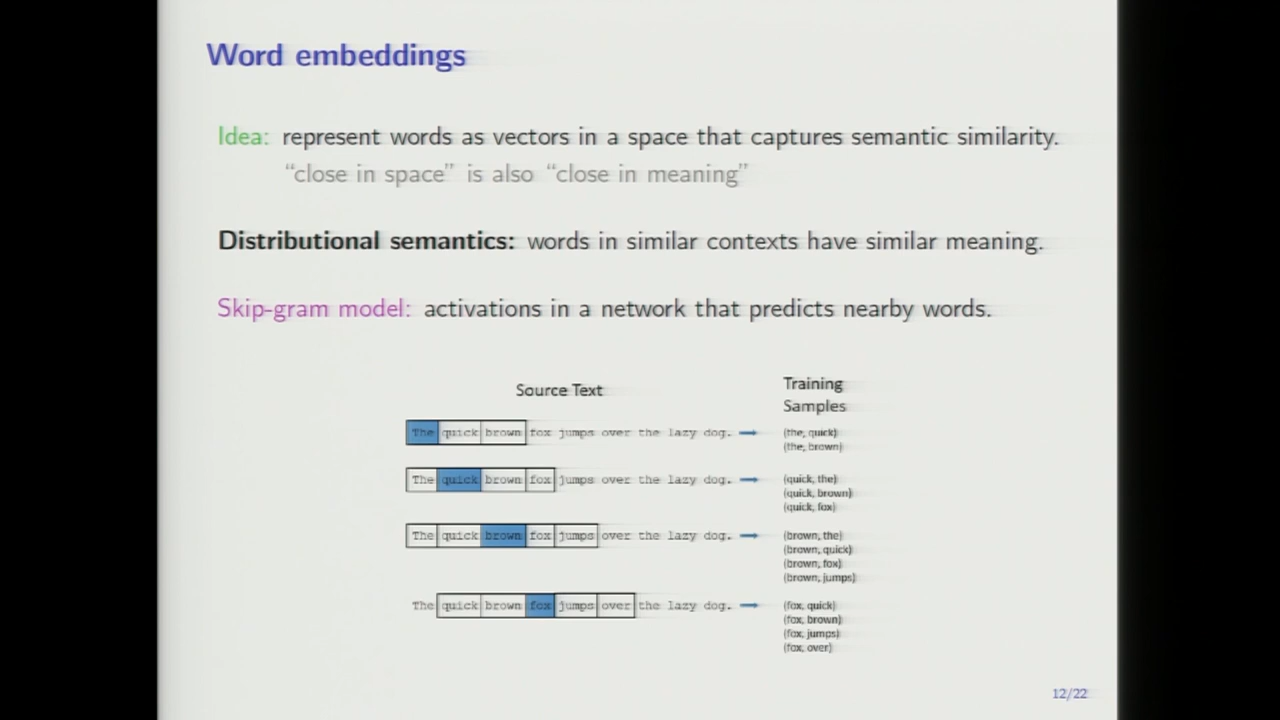 Word embeddings
Idea: represent words as vectors in a space that captures semantic similarity.
“close in space” is also “close in meaning”
Distributional semantics: words in similar contexts have similar meaning.
Skip-gram model: activations in a network that predicts nearby words.
Source Text
Training
Samples
The quick brown fox jumps over the lazy dog.
(the, quick)
(the, brown)
The quick brown fox jumps over the lazy dog.
(quick, the)
(quick, brown)
(quick, fox)
The quick brown fox jumps over the lazy dog.
(brown, the)
(brown, quick)
(brown, fox)
(brown, jumps)
The quick brown fox jumps over the lazy dog.
(fox, quick)
(fox, brown)
(fox, jumps)
(fox, over)
12/22